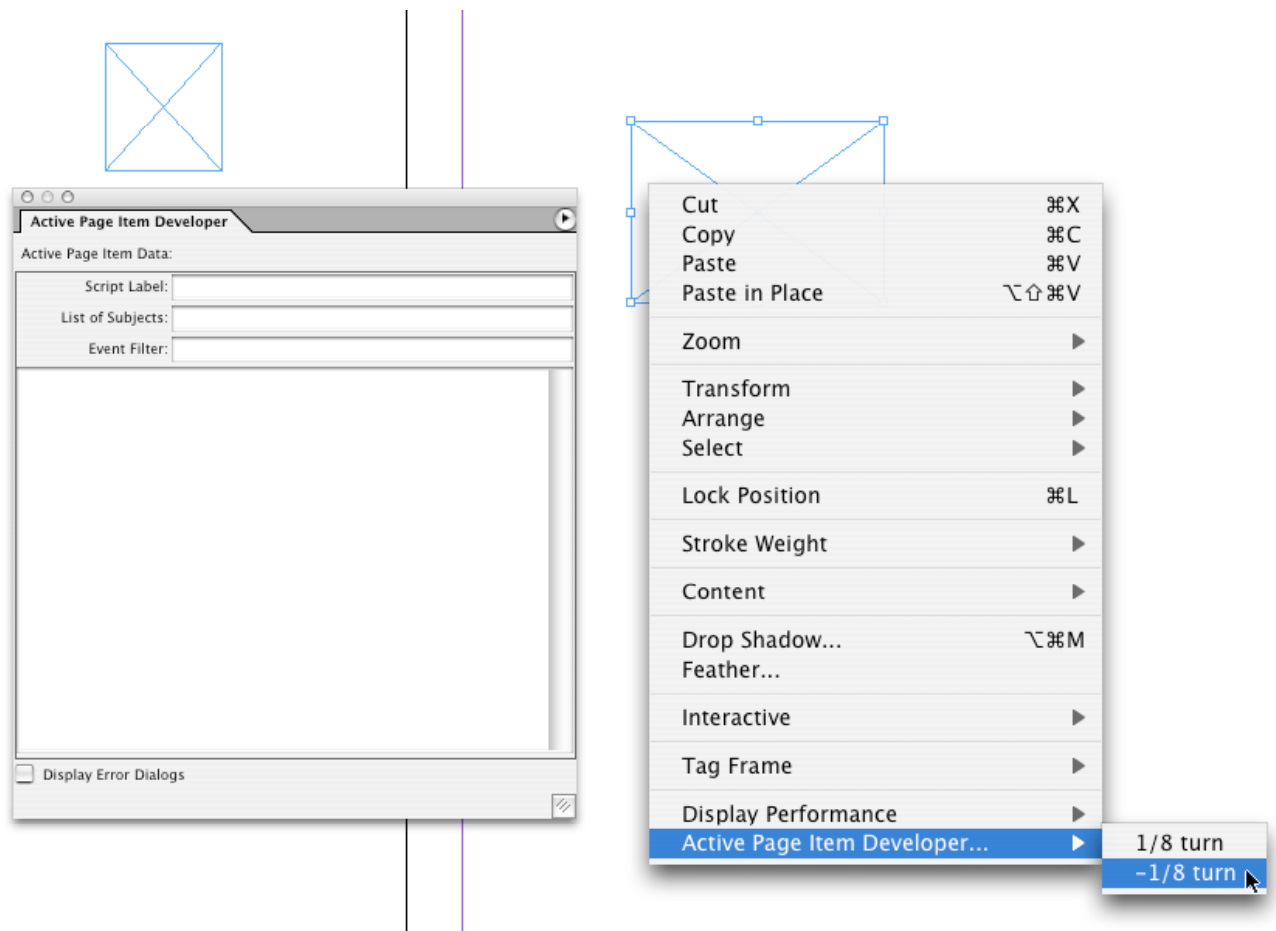 Active Page Item Developer
Active Page Item Data:
Script Label:
List of Subjects:
Event Filter:
Display Error Dialogs
Cut ⌘X
Copy ⌘C
Paste ⌘V
Paste in Place ⌥⇧⌘V
Zoom
Transform
Arrange
Select
Lock Position ⌘L
Stroke Weight
Content
Drop Shadow... ⌥⌘M
Feather...
Interactive
Tag Frame
Display Performance
Active Page Item Developer...
1/8 turn
–1/8 turn